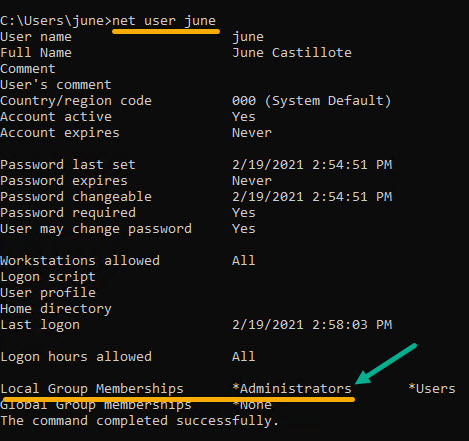 C:\Users\june>net user june
User name                    june
Full Name                    June Castillote
Comment
User's comment
Country/region code          000 (System Default)
Account active               Yes
Account expires              Never

Password last set            2/19/2021 2:54:51 PM
Password expires             Never
Password changeable          2/19/2021 2:54:51 PM
Password required            Yes
User may change password     Yes

Workstations allowed         All
Logon script
User profile
Home directory
Last logon                   2/19/2021 2:58:03 PM

Logon hours allowed          All

Local Group Memberships      *Administrators       *Users
Global Group memberships     *None
The command completed successfully.